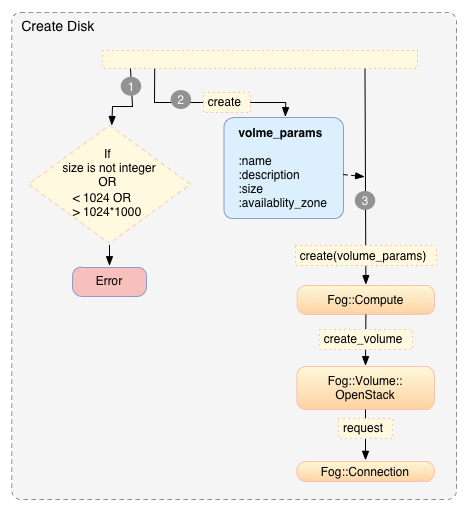 Create Disk
1
2
create
If
size is not integer
OR
< 1024 OR
> 1024*1000
Error
volme_params
:name
:description
:size
:availablity_zone
3
create(volume_params)
Fog::Compute
create_volume
Fog::Volume::
OpenStack
request
Fog::Connection